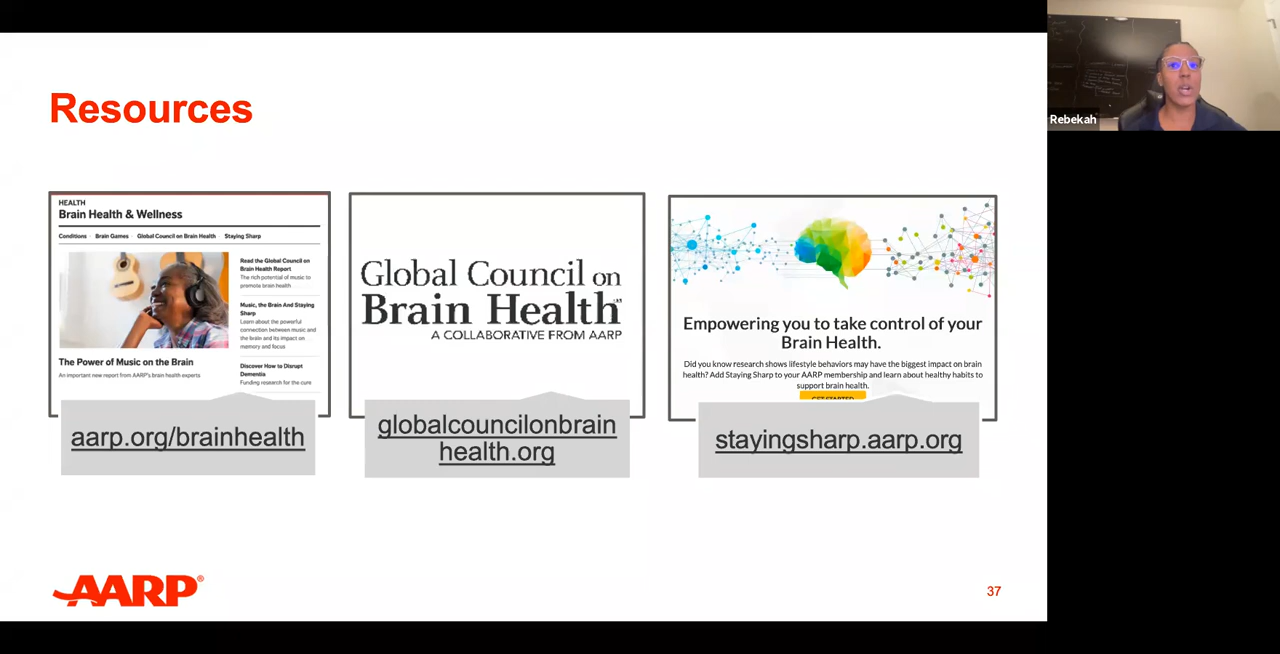 Resources
HEALTH
Brain Health & Wellness
Conditions Brain Games Global Council on Brain Health Staying Sharp
Read the Global Council on
Brain Health Report
The rich potential of music to
promote brain health
Music, the Brain And Staying
Sharp
Learn about the powerful
connection between music and
the brain and its impact on
memory and focus
Discover How to Disrupt
Dementia
Funding research for the cure
The Power of Music on the Brain
An important new report from AARP's brain health experts
aarp.org/brainhealth
Global Council on
Brain Health℠
A COLLABORATIVE FROM AARP
globalcouncilonbrain
health.org
Empowering you to take control of your
Brain Health.
Did you know research shows lifestyle behaviors may have the biggest impact on brain
health? Add Staying Sharp to your AARP membership and learn about healthy habits to
support brain health.
GET STARTED
stayingsharp.aarp.org
AARP®
37
Rebekah